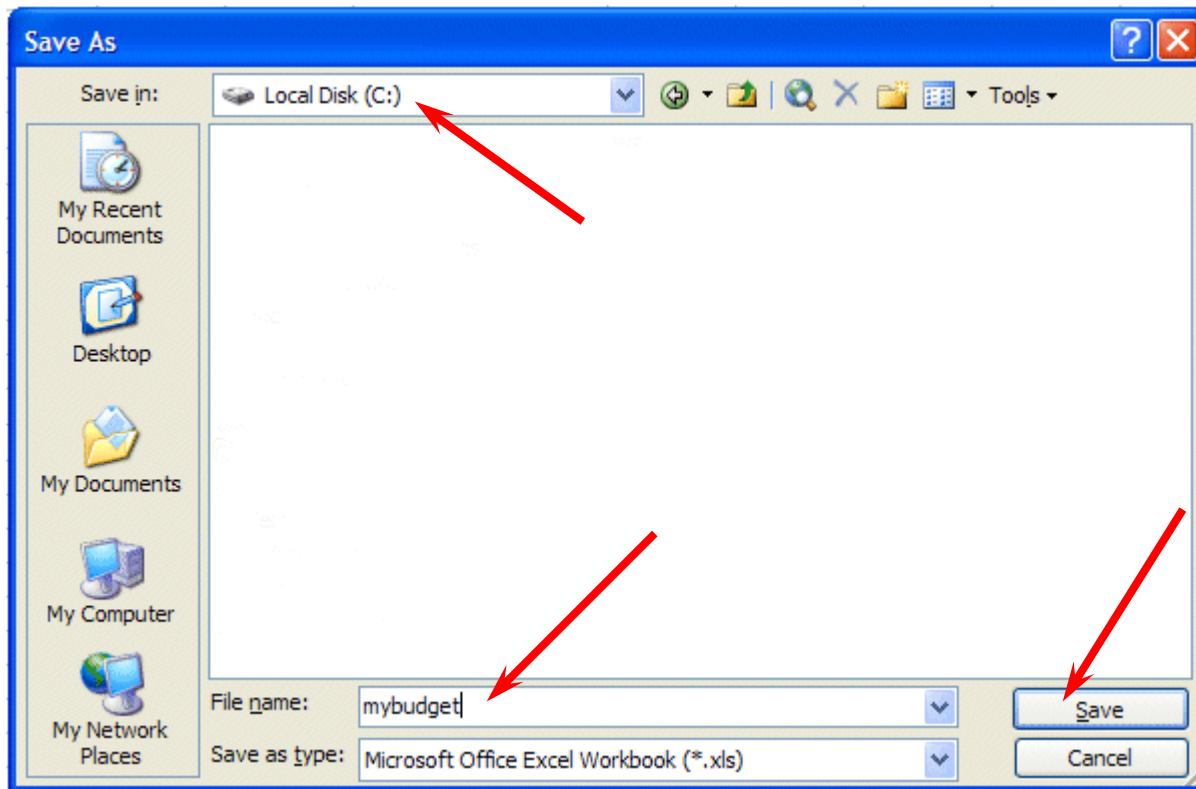 Save As
Save in:
Local Disk (C:)
Tools
My Recent
Documents
Desktop
My Documents
My Computer
My Network
Places
File name:
mybudget
Save
Save as type:
Microsoft Office Excel Workbook (*.xls)
Cancel